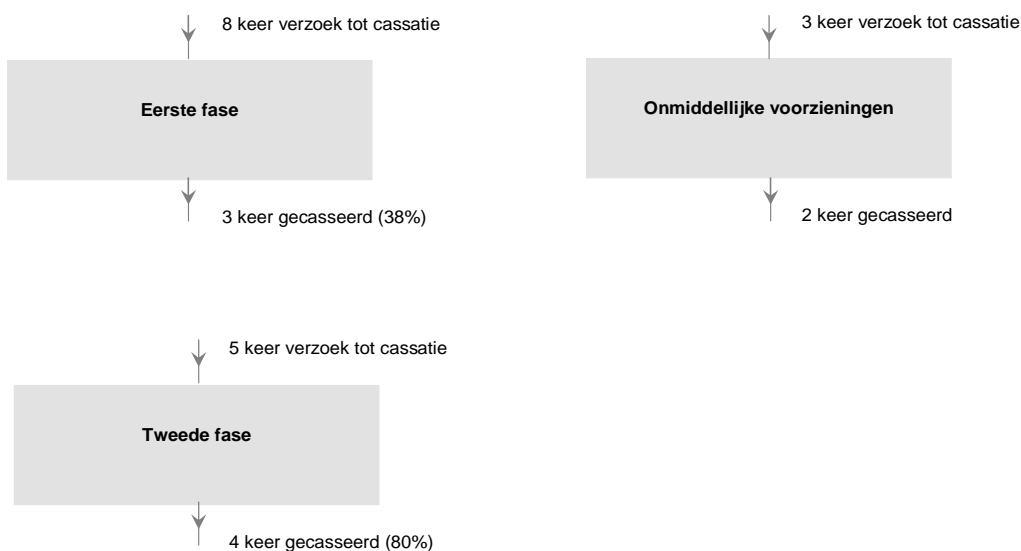 8 keer verzoek tot cassatie
Eerste fase
3 keer gecasseerd (38%)
3 keer verzoek tot cassatie
Onmiddellijke voorzieningen
2 keer gecasseerd
5 keer verzoek tot cassatie
Tweede fase
4 keer gecasseerd (80%)